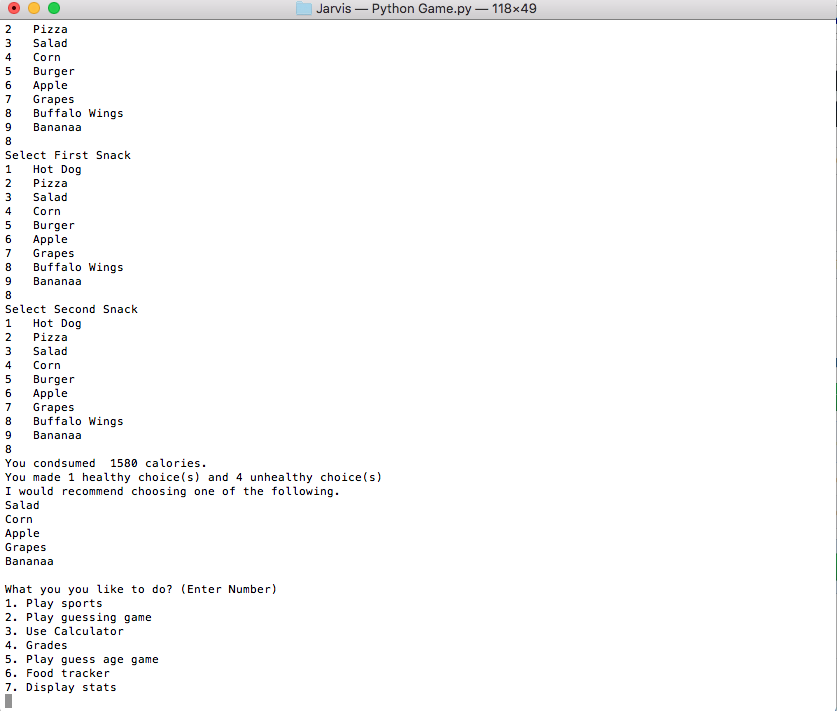 Jarvis — Python Game.py — 118×49
2 Pizza
3 Salad
4 Corn
5 Burger
6 Apple
7 Grapes
8 Buffalo Wings
9 Bananaa
8
Select First Snack
1 Hot Dog
2 Pizza
3 Salad
4 Corn
5 Burger
6 Apple
7 Grapes
8 Buffalo Wings
9 Bananaa
8
Select Second Snack
1 Hot Dog
2 Pizza
3 Salad
4 Corn
5 Burger
6 Apple
7 Grapes
8 Buffalo Wings
9 Bananaa
8
You condsumed  1580 calories.
You made 1 healthy choice(s) and 4 unhealthy choice(s)
I would recommend choosing one of the following.
Salad
Corn
Apple
Grapes
Bananaa
What you you like to do? (Enter Number)
1. Play sports
2. Play guessing game
3. Use Calculator
4. Grades
5. Play guess age game
6. Food tracker
7. Display stats